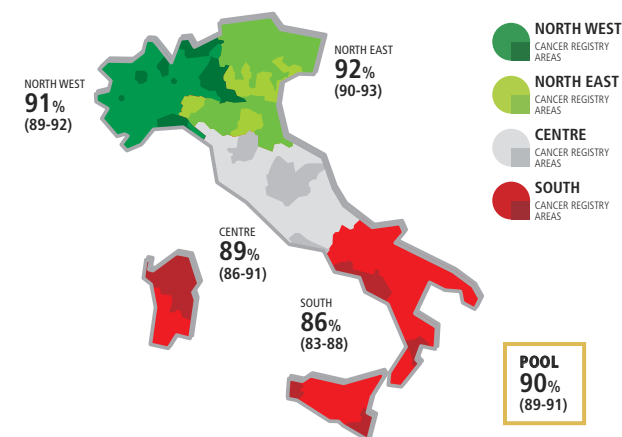 NORTH WEST
91%
(89-92)
NORTH EAST
92%
(90-93)
CENTRE
89%
(86-91)
SOUTH
86%
(83-88)
NORTH WEST
CANCER REGISTRY
AREAS
NORTH EAST
CANCER REGISTRY
AREAS
CENTRE
CANCER REGISTRY
AREAS
SOUTH
CANCER REGISTRY
AREAS
POOL
90%
(89-91)